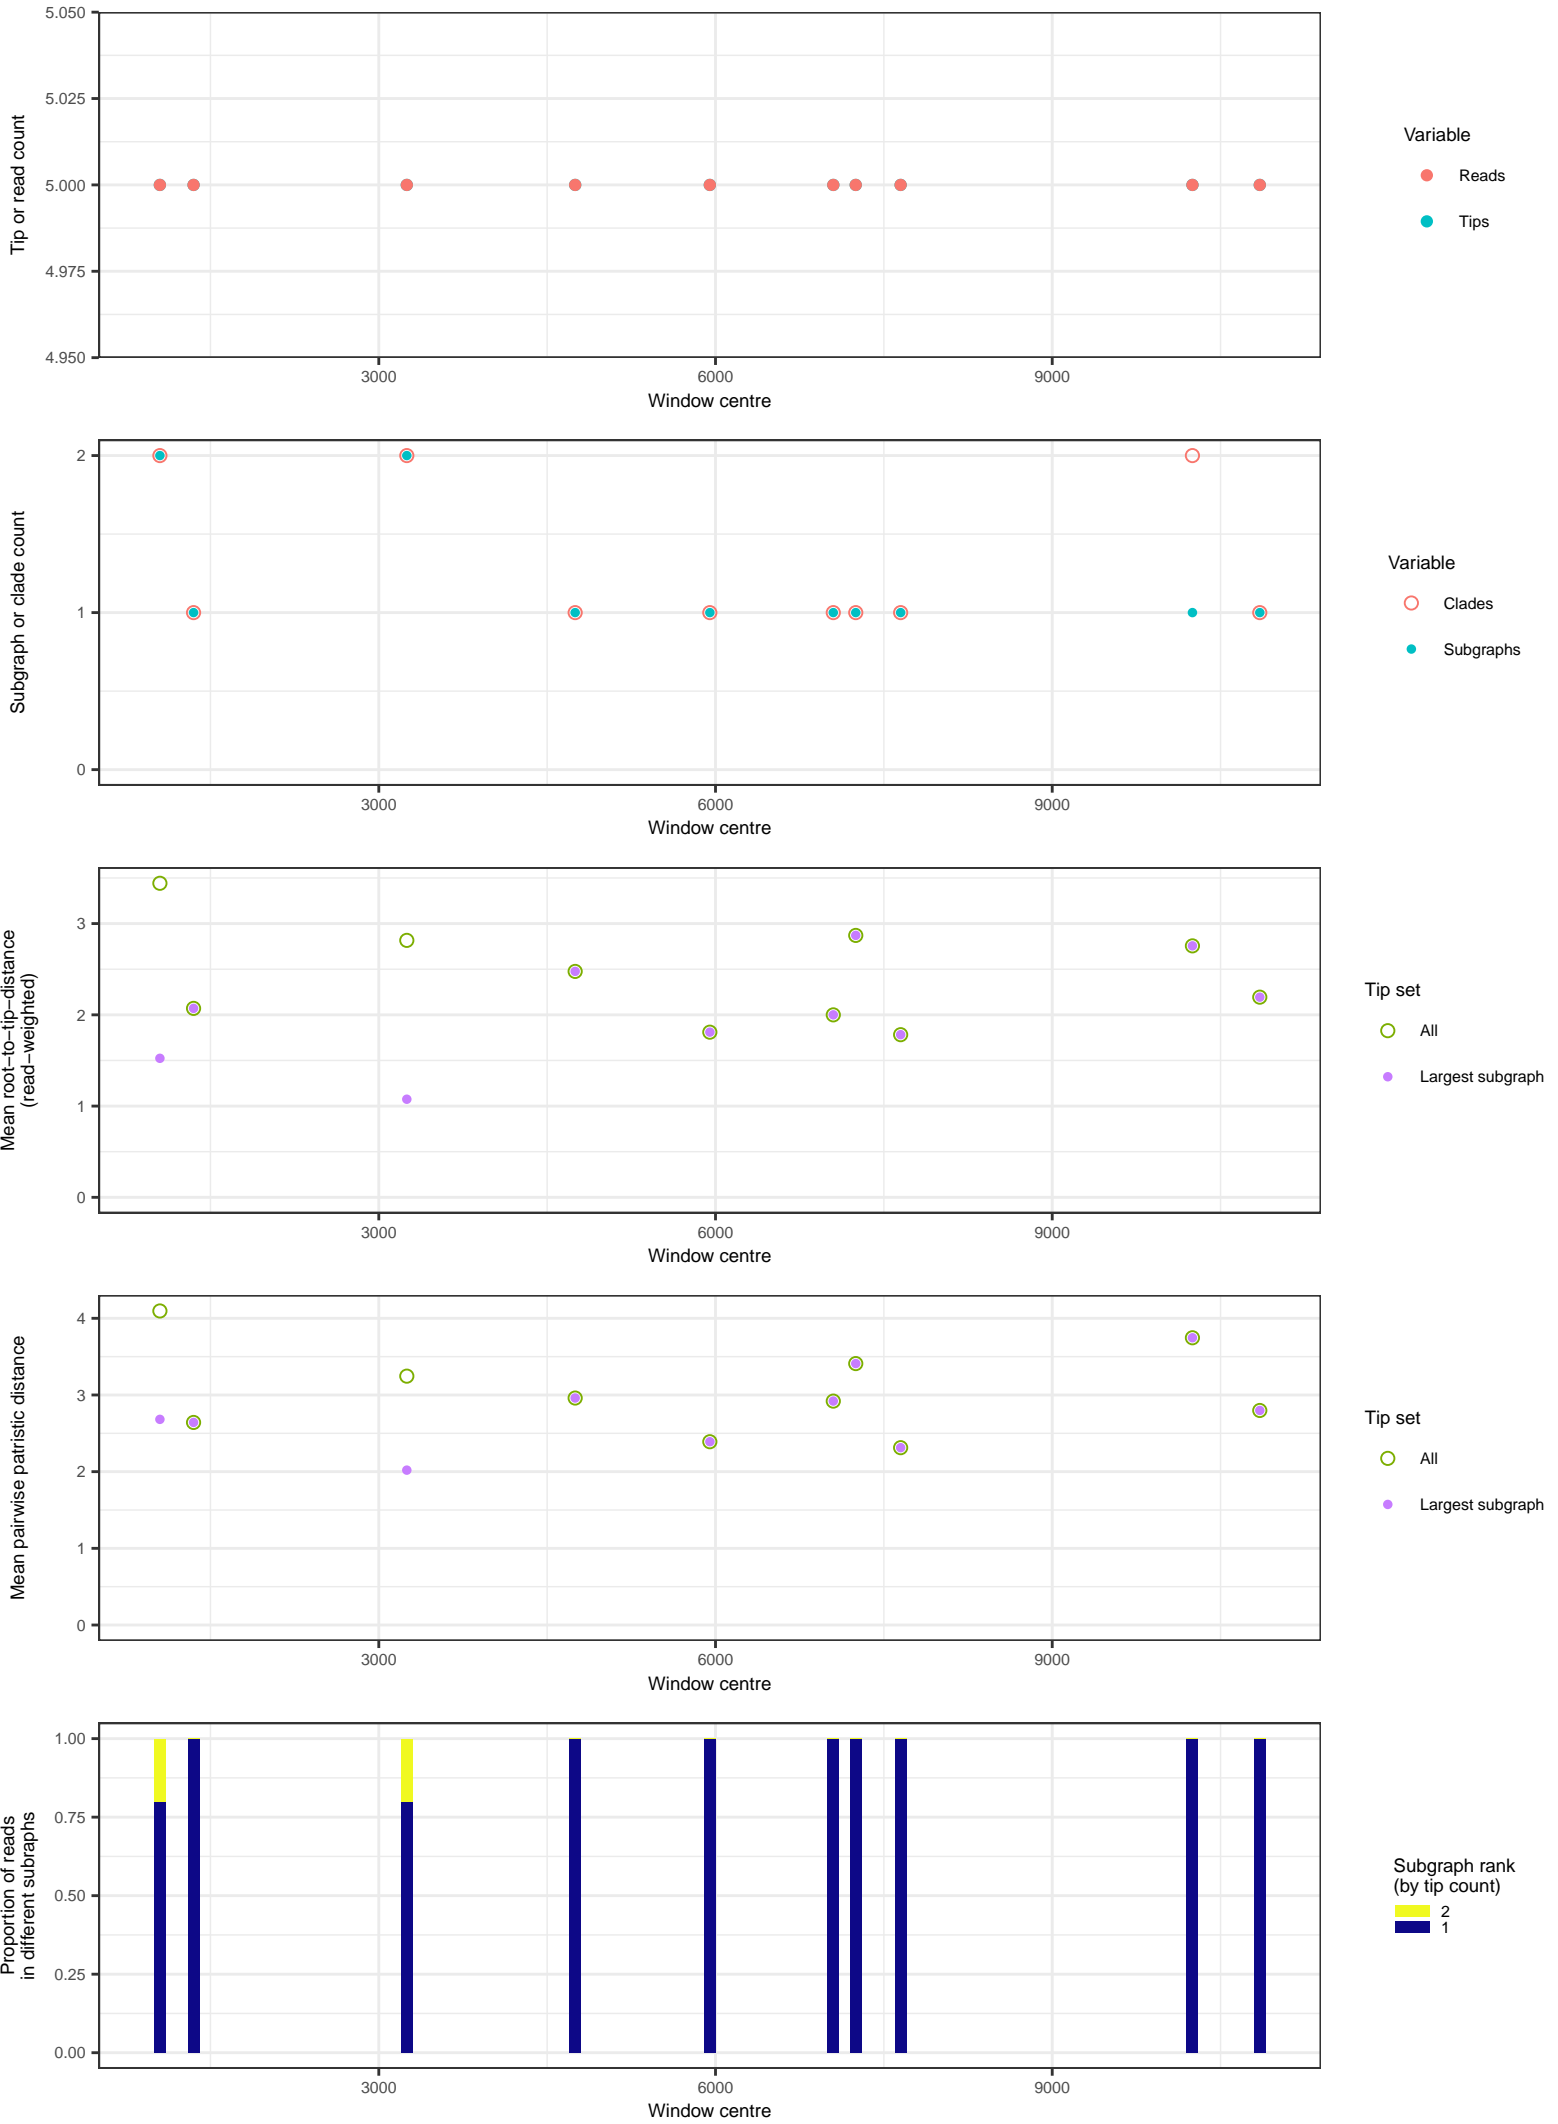 5.050
5.025
5.000
4.975
4.950
Tip or read count
3000 6000 9000
Window centre
Variable
Reads
Tips
2
1
0
Subgraph or clade count
3000 6000 9000
Window centre
Variable
Clades
Subgraphs
3
2
1
0
Mean root−to−tip−distance
(read−weighted)
3000 6000 9000
Window centre
Tip set
All
Largest subgraph
4
3
2
1
0
Mean pairwise patristic distance
3000 6000 9000
Window centre
Tip set
All
Largest subgraph
1.00
0.75
0.50
0.25
0.00
Proportion of reads
in different subraphs
3000 6000 9000
Window centre
Subgraph rank
(by tip count)
2
1